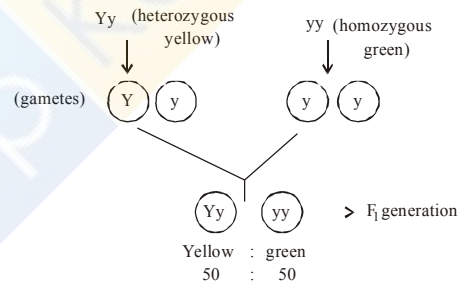 Yy (heterozygous yellow)
yy (homozygous green)
(gametes) Y y y y
Yy yy > F₁ generation
Yellow : green
50 : 50